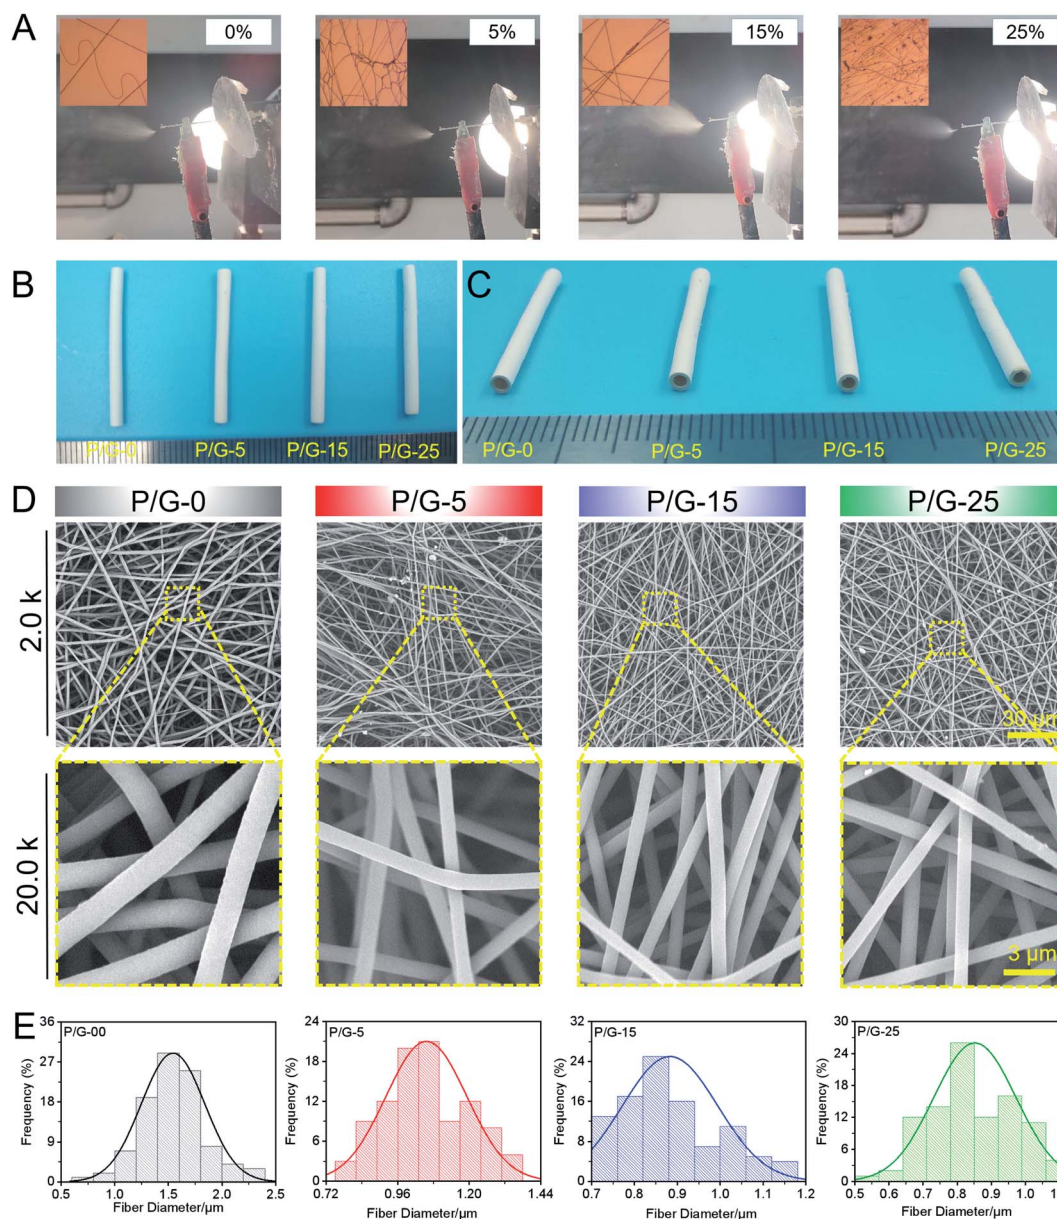 A
0%
5%
15%
25%
B
P/G-0
P/G-5
P/G-15
P/G-25
C
P/G-0
P/G-5
P/G-15
P/G-25
D
P/G-0
P/G-5
P/G-15
P/G-25
2.0 k
30 µm
20.0 k
3 µm
E
P/G-00
36
27
18
9
0
Frequency (%)
0.5
1.0
1.5
2.0
2.5
Fiber Diameter/µm
P/G-5
24
18
12
6
0
Frequency (%)
0.72
0.96
1.20
1.44
Fiber Diameter/µm
P/G-15
32
24
16
8
0
Frequency (%)
0.7
0.8
0.9
1.0
1.1
1.2
Fiber Diameter/µm
P/G-25
30
20
10
0
Frequency (%)
0.5
0.6
0.7
0.8
0.9
1.0
Fiber Diameter/µm